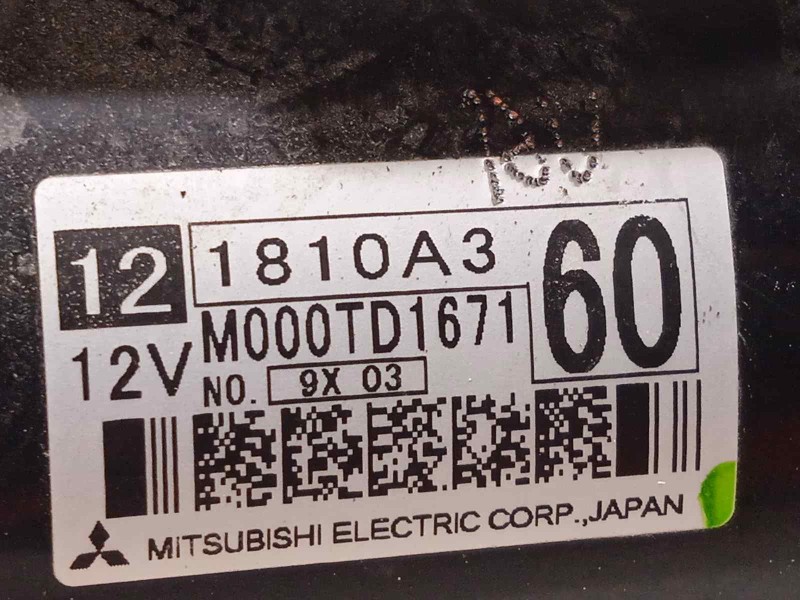 12 1810A3 60
12V M000TD1671
NO. 9X 03
MITSUBISHI ELECTRIC CORP.,JAPAN